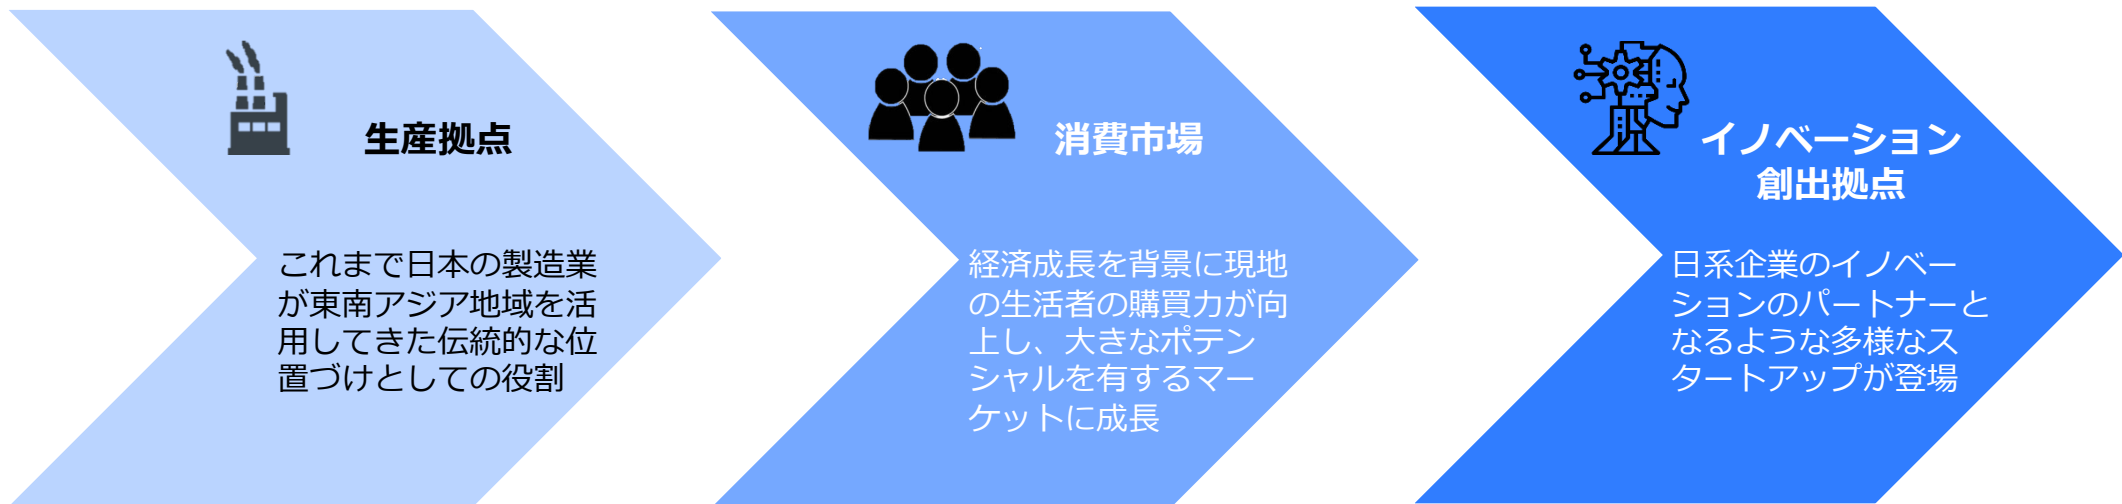 生産拠点
これまで日本の製造業
が東南アジア地域を活
用してきた伝統的な位
置づけとしての役割
消費市場
経済成長を背景に現地
の生活者の購買力が向
上し、大きなポテン
シャルを有するマー
ケットに成長
イノベーション
創出拠点
日系企業のイノベー
ションのパートナーと
なるような多様なス
タートアップが登場